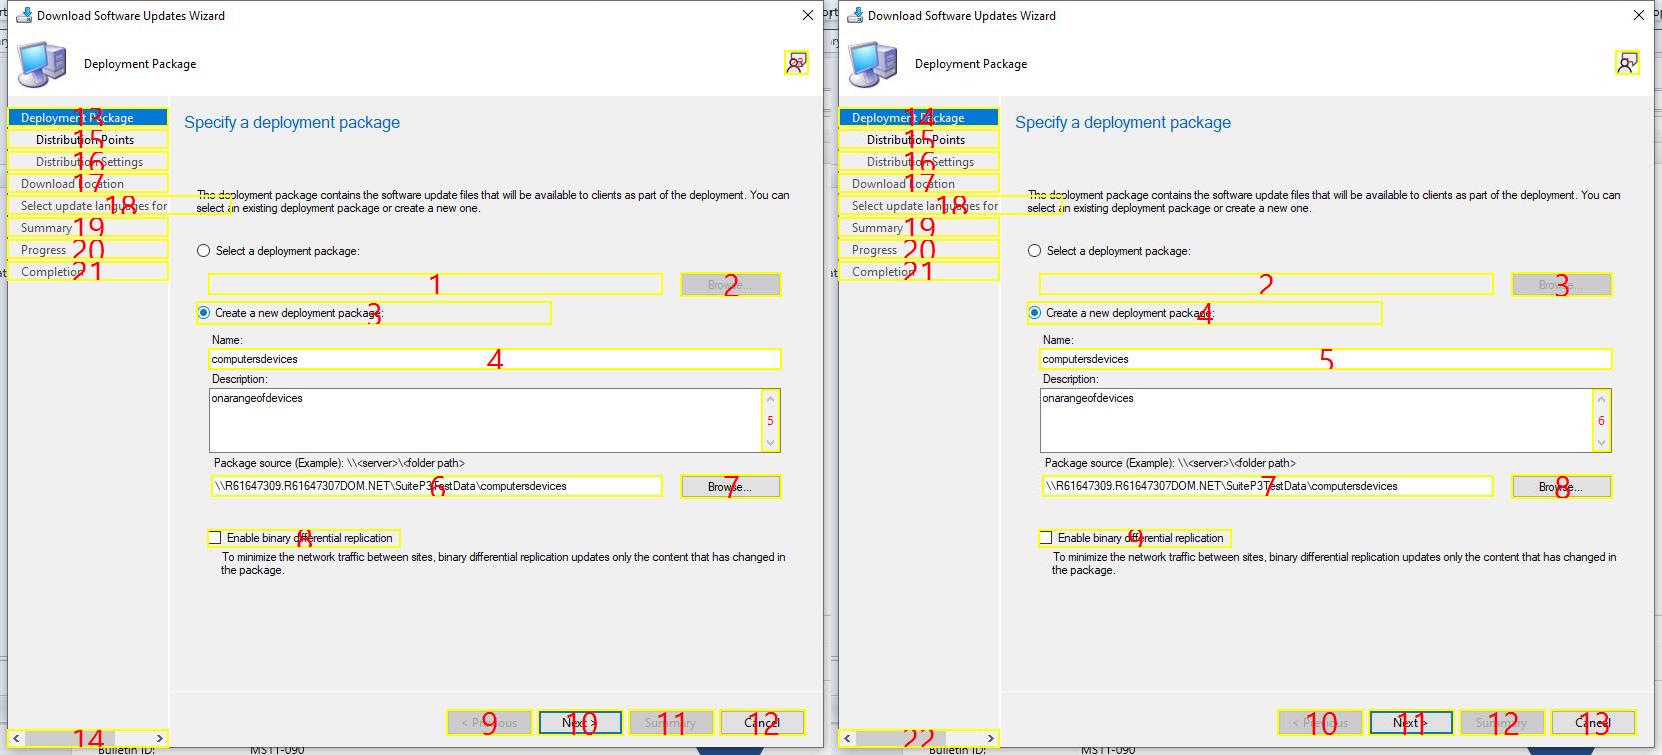 Download Software Updates Wizard
Deployment Package
Deployment Package
Distribution Points
Distribution Settings
Download Location
Select update languages for
Summary
Progress
Completion
Specify a deployment package
The deployment package contains the software update files that will be available to clients as part of the deployment. You can
select an existing deployment package or create a new one.
Select a deployment package:
1
Browse...
2
Create a new deployment package:
3
Name:
computersdevices
4
Description:
onarangeofdevices
5
Package source (Example): \\<server>\<folder path>
\\R61647309.R61647307DOM.NET\SuiteP3TestData\computersdevices
6
Browse...
7
Enable binary differential replication
8
To minimize the network traffic between sites, binary differential replication updates only the content that has changed in
the package.
< Previous
9
Next >
10
Summary
11
Cancel
12
13
15
16
17
18
19
20
21
14
Bulletin ID:
MS11-090
Download Software Updates Wizard
Deployment Package
Deployment Package
14
Distribution Points
15
Distribution Settings
16
Download Location
17
Select update languages for
18
Summary
19
Progress
20
Completion
21
Specify a deployment package
The deployment package contains the software update files that will be available to clients as part of the deployment. You can
select an existing deployment package or create a new one.
Select a deployment package:
2
Browse...
3
Create a new deployment package:
4
Name:
computersdevices
5
Description:
onarangeofdevices
6
Package source (Example): \\<server>\<folder path>
\\R61647309.R61647307DOM.NET\SuiteP3TestData\computersdevices
7
Browse...
8
Enable binary differential replication
9
To minimize the network traffic between sites, binary differential replication updates only the content that has changed in
the package.
< Previous
10
Next >
11
Summary
12
Cancel
13
22
Bulletin ID:
MS11-090